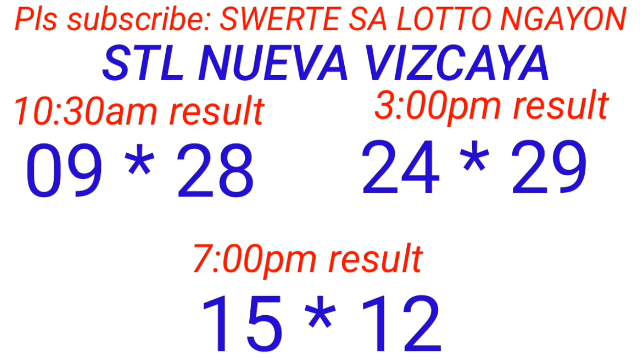 Pls subscribe: SWERTE SA LOTTO NGAYON
STL NUEVA VIZCAYA
10:30am result
09 * 28
3:00pm result
24 * 29
7:00pm result
15 * 12